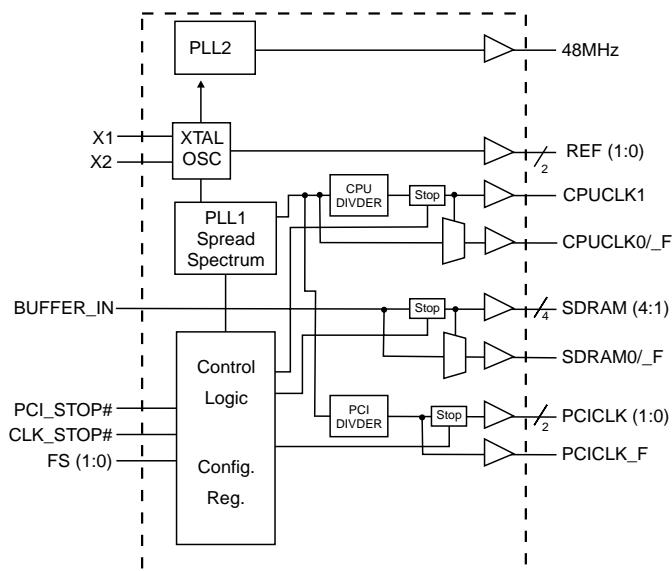 PLL2
48MHz
X1
X2
XTAL
OSC
REF (1:0)
2
CPU
DIVDER
Stop
CPUCLK1
PLL1
Spread
Spectrum
CPUCLK0/_F
BUFFER_IN
Stop
SDRAM (4:1)
4
SDRAM0/_F
Control
Logic
PCI_STOP#
CLK_STOP#
FS (1:0)
Config.
Reg.
PCI
DIVDER
Stop
PCICLK (1:0)
2
PCICLK_F